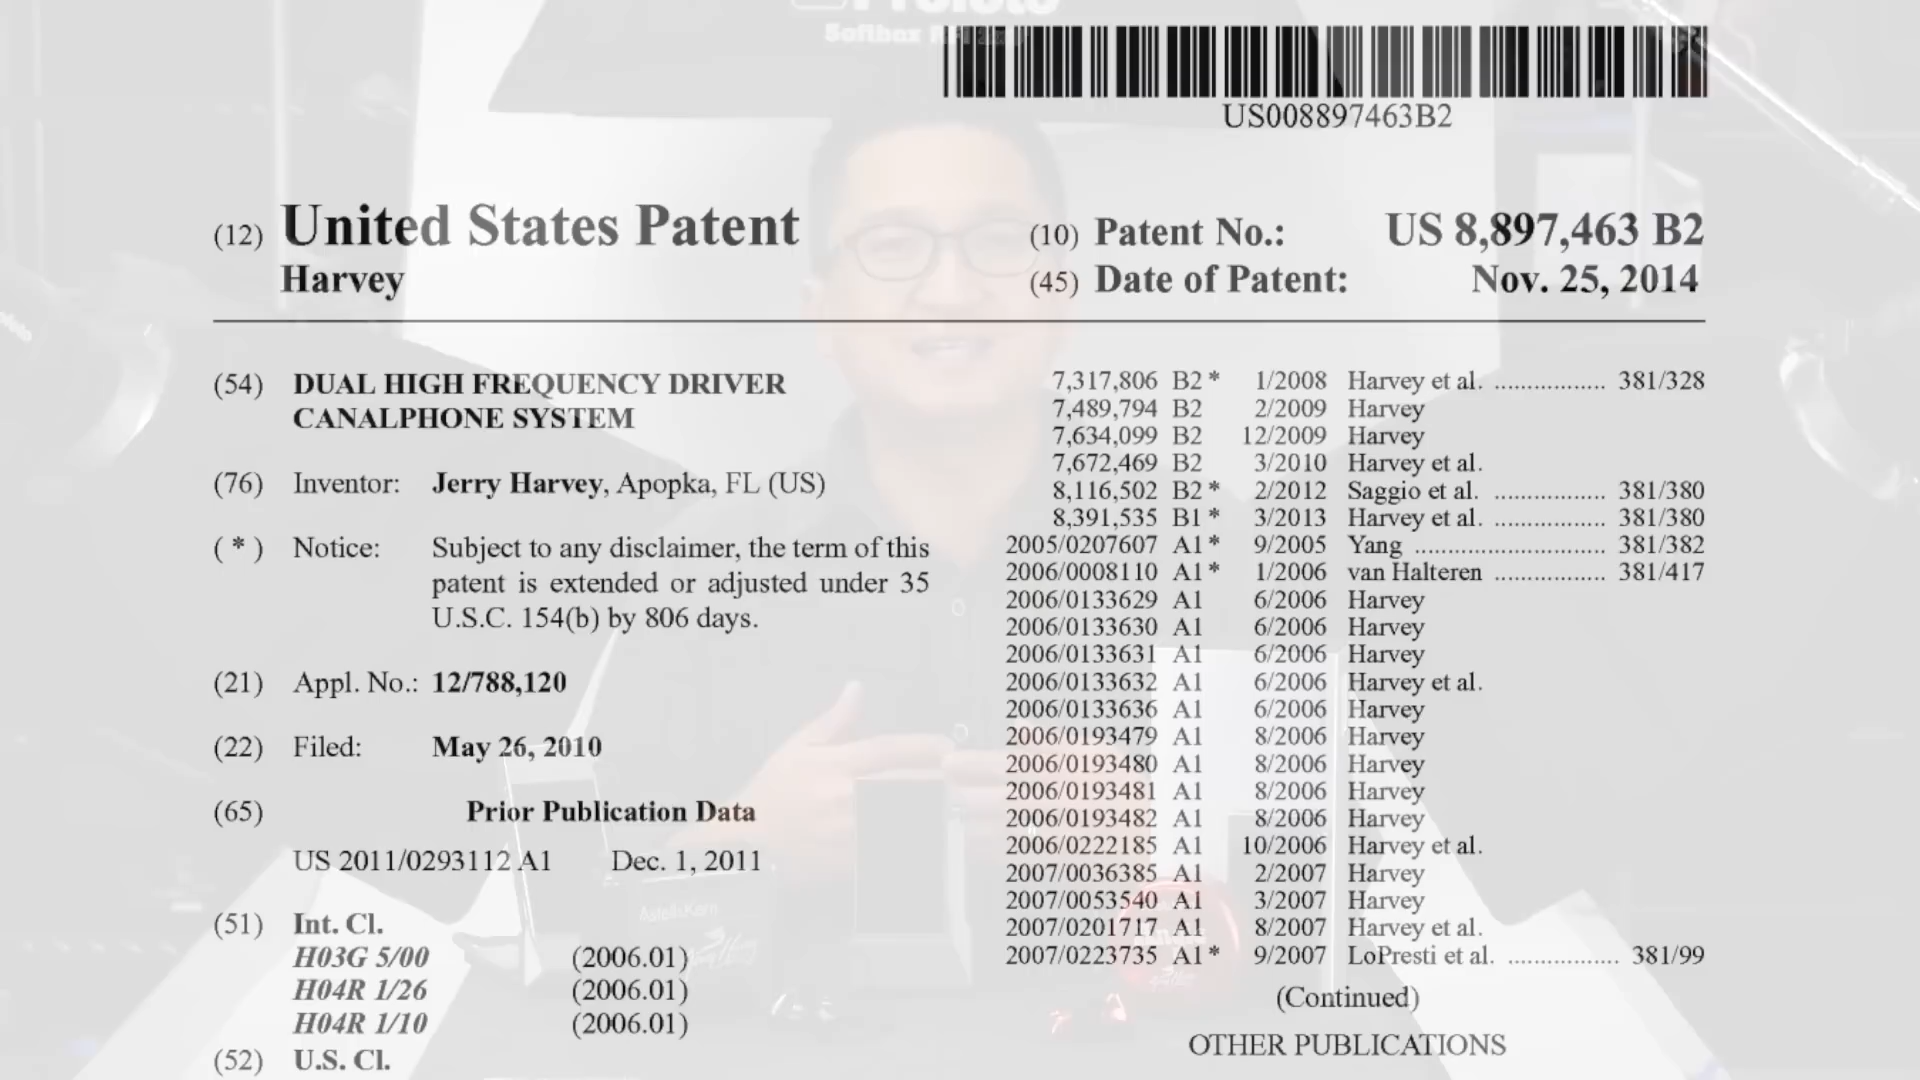 Profoto
Softbox RFi
US008897463B2
(12) United States Patent
Harvey
(10) Patent No.: US 8,897,463 B2
(45) Date of Patent: Nov. 25, 2014
(54) DUAL HIGH FREQUENCY DRIVER
CANALPHONE SYSTEM
(76) Inventor: Jerry Harvey, Apopka, FL (US)
( * ) Notice: Subject to any disclaimer, the term of this
patent is extended or adjusted under 35
U.S.C. 154(b) by 806 days.
(21) Appl. No.: 12/788,120
(22) Filed: May 26, 2010
(65) Prior Publication Data
US 2011/0293112 A1 Dec. 1, 2011
(51) Int. Cl.
H03G 5/00 (2006.01)
H04R 1/26 (2006.01)
H04R 1/10 (2006.01)
(52) U.S. Cl.
7,317,806 B2 * 1/2008 Harvey et al. ................ 381/328
7,489,794 B2 2/2009 Harvey
7,634,099 B2 12/2009 Harvey
7,672,469 B2 3/2010 Harvey et al.
8,116,502 B2 * 2/2012 Saggio et al. ................ 381/380
8,391,535 B1 * 3/2013 Harvey et al. ................ 381/380
2005/0207607 A1 * 9/2005 Yang ........................... 381/382
2006/0008110 A1 * 1/2006 van Halteren ................ 381/417
2006/0133629 A1 6/2006 Harvey
2006/0133630 A1 6/2006 Harvey
2006/0133631 A1 6/2006 Harvey
2006/0133632 A1 6/2006 Harvey et al.
2006/0133636 A1 6/2006 Harvey
2006/0193479 A1 8/2006 Harvey
2006/0193480 A1 8/2006 Harvey
2006/0193481 A1 8/2006 Harvey
2006/0193482 A1 8/2006 Harvey
2006/0222185 A1 10/2006 Harvey et al.
2007/0036385 A1 2/2007 Harvey
2007/0053540 A1 3/2007 Harvey
2007/0201717 A1 8/2007 Harvey et al.
2007/0223735 A1 * 9/2007 LoPresti et al. ................ 381/99
(Continued)
OTHER PUBLICATIONS
Astell&Kern